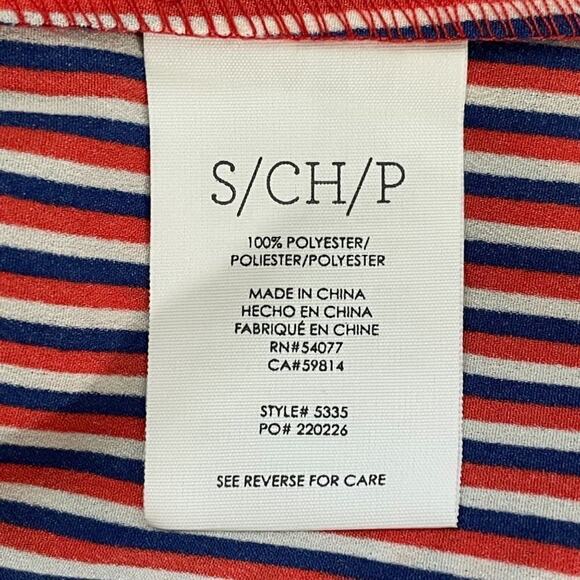 S/CH/P
100% POLYESTER/
POLIESTER/POLYESTER
MADE IN CHINA
HECHO EN CHINA
FABRIQUÉ EN CHINE
RN#54077
CA#59814
STYLE# 5335
PO# 220226
SEE REVERSE FOR CARE